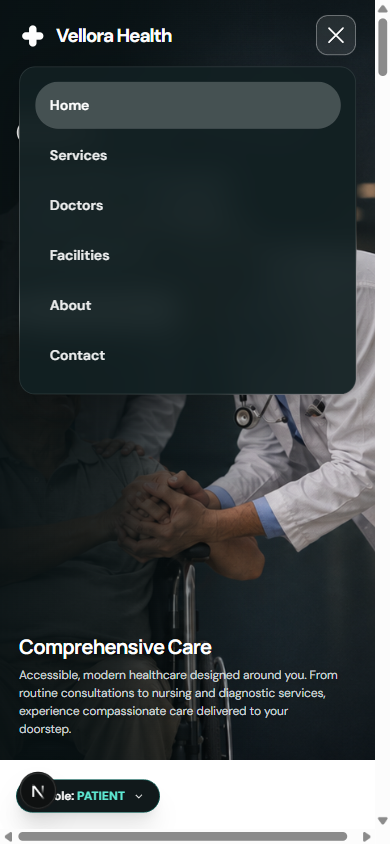 Vellora Health
Home
Services
Doctors
Facilities
About
Contact
Comprehensive Care
Accessible, modern healthcare designed around you. From
routine consultations to nursing and diagnostic services,
experience compassionate care delivered to your
doorstep.
N
ole: PATIENT